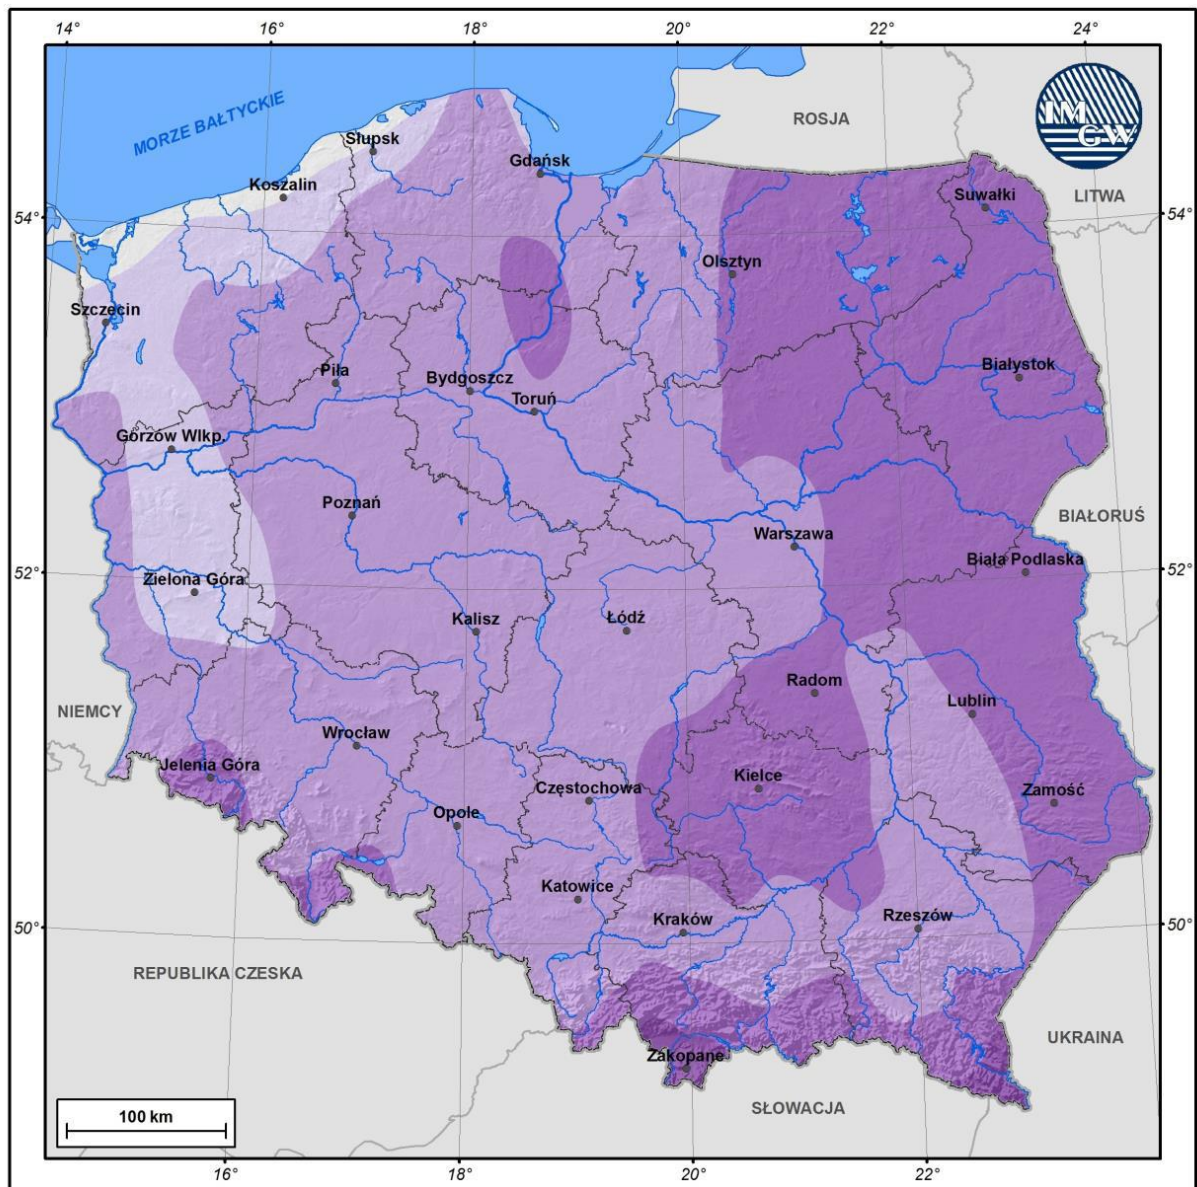 14° 16° 18° 20° 22° 24°
MORZE BAŁTYCKIE
IM
GW
ROSJA
Słupsk
Gdańsk
Koszalin
Suwałki
LITWA
54°
54°
Olsztyn
Szczecin
Piła
Bydgoszcz
Białystok
Toruń
Gorzów Wlkp.
Poznań
BIAŁORUŚ
Warszawa
Biała Podlaska
52°
52°
Zielona Góra
Kalisz
Łódź
Radom
Lublin
NIEMCY
Wrocław
Jelenia Góra
Kielce
Częstochowa
Zamość
Opole
Katowice
Kraków
Rzeszów
50°
50°
REPUBLIKA CZESKA
UKRAINA
Zakopane
SŁOWACJA
100 km
16° 18° 20° 22°